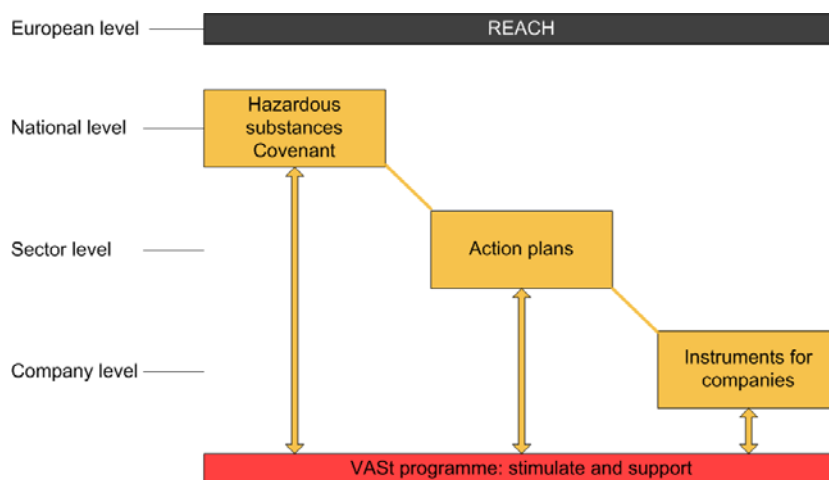 European level
REACH
National level
Hazardous
substances
Covenant
Sector level
Action plans
Company level
Instruments for
companies
VASt programme: stimulate and support